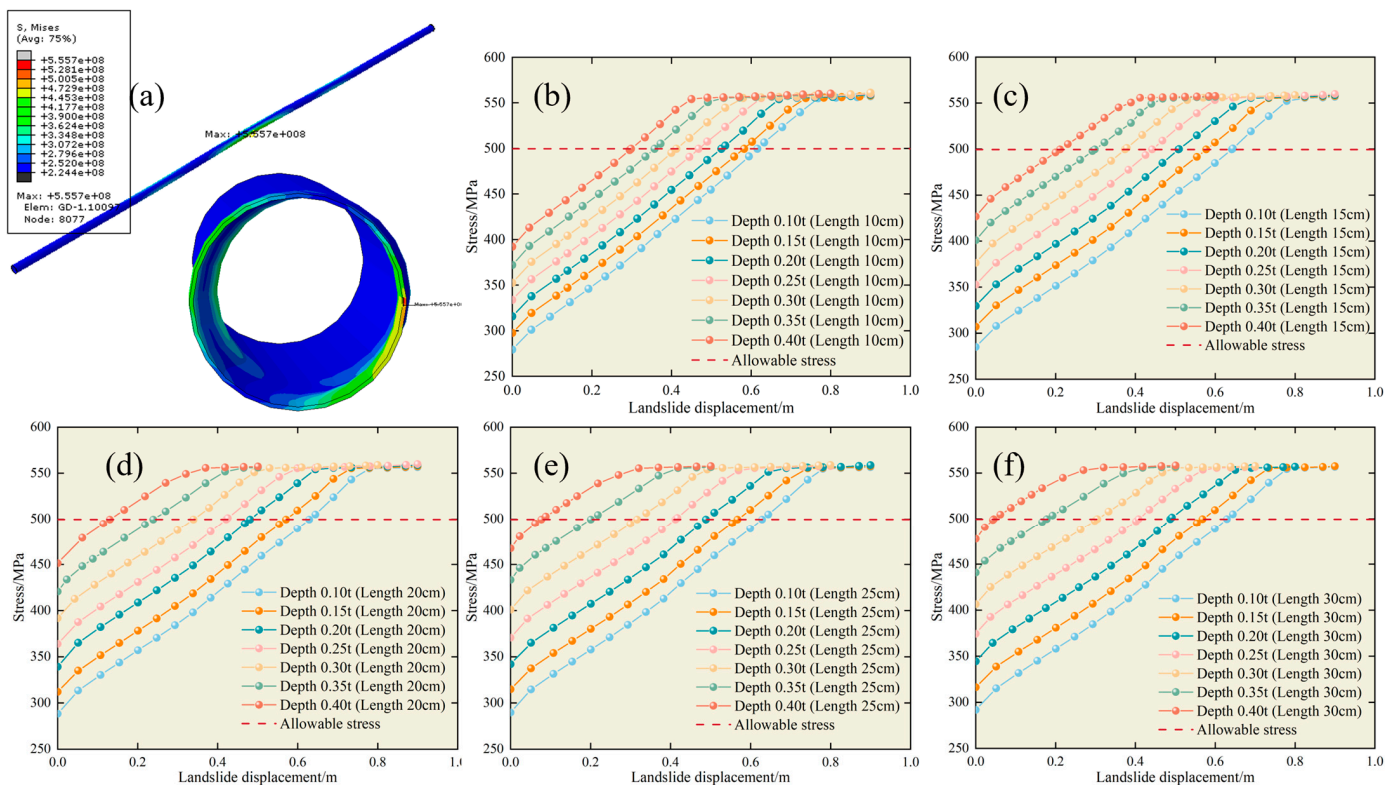 S, Mises
(Avg: 75%)
+5.557e+08
+5.281e+08
+5.005e+08
+4.729e+08
+4.453e+08
+4.177e+08
+3.900e+08
+3.624e+08
+3.348e+08
+3.072e+08
+2.796e+08
+2.520e+08
+2.244e+08
Max: +5.557e+08
Elem: GD-1.10097
Node: 8077
(a)
Max: +5.557e+008
Max: +5.557e+0
(b)
Stress/MPa
600
550
500
450
400
350
300
250
Depth 0.10t (Length 10cm)
Depth 0.15t (Length 10cm)
Depth 0.20t (Length 10cm)
Depth 0.25t (Length 10cm)
Depth 0.30t (Length 10cm)
Depth 0.35t (Length 10cm)
Depth 0.40t (Length 10cm)
Allowable stress
0.0 0.2 0.4 0.6 0.8 1.0
Landslide displacement/m
(c)
Stress/MPa
600
550
500
450
400
350
300
250
Depth 0.10t (Length 15cm)
Depth 0.15t (Length 15cm)
Depth 0.20t (Length 15cm)
Depth 0.25t (Length 15cm)
Depth 0.30t (Length 15cm)
Depth 0.35t (Length 15cm)
Depth 0.40t (Length 15cm)
Allowable stress
0.0 0.2 0.4 0.6 0.8 1.0
Landslide displacement/m
(d)
Stress/MPa
600
550
500
450
400
350
300
250
Depth 0.10t (Length 20cm)
Depth 0.15t (Length 20cm)
Depth 0.20t (Length 20cm)
Depth 0.25t (Length 20cm)
Depth 0.30t (Length 20cm)
Depth 0.35t (Length 20cm)
Depth 0.40t (Length 20cm)
Allowable stress
0.0 0.2 0.4 0.6 0.8 1.0
Landslide displacement/m
(e)
Stress/MPa
600
550
500
450
400
350
300
250
Depth 0.10t (Length 25cm)
Depth 0.15t (Length 25cm)
Depth 0.20t (Length 25cm)
Depth 0.25t (Length 25cm)
Depth 0.30t (Length 25cm)
Depth 0.35t (Length 25cm)
Depth 0.40t (Length 25cm)
Allowable stress
0.0 0.2 0.4 0.6 0.8 1.0
Landslide displacement/m
(f)
Stress/MPa
600
550
500
450
400
350
300
250
Depth 0.10t (Length 30cm)
Depth 0.15t (Length 30cm)
Depth 0.20t (Length 30cm)
Depth 0.25t (Length 30cm)
Depth 0.30t (Length 30cm)
Depth 0.35t (Length 30cm)
Depth 0.40t (Length 30cm)
Allowable stress
0.0 0.2 0.4 0.6 0.8 1.0
Landslide displacement/m